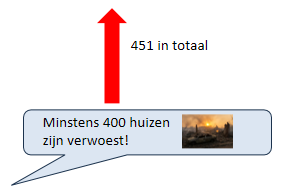 451 in totaal
Minstens 400 huizen
zijn verwoest!